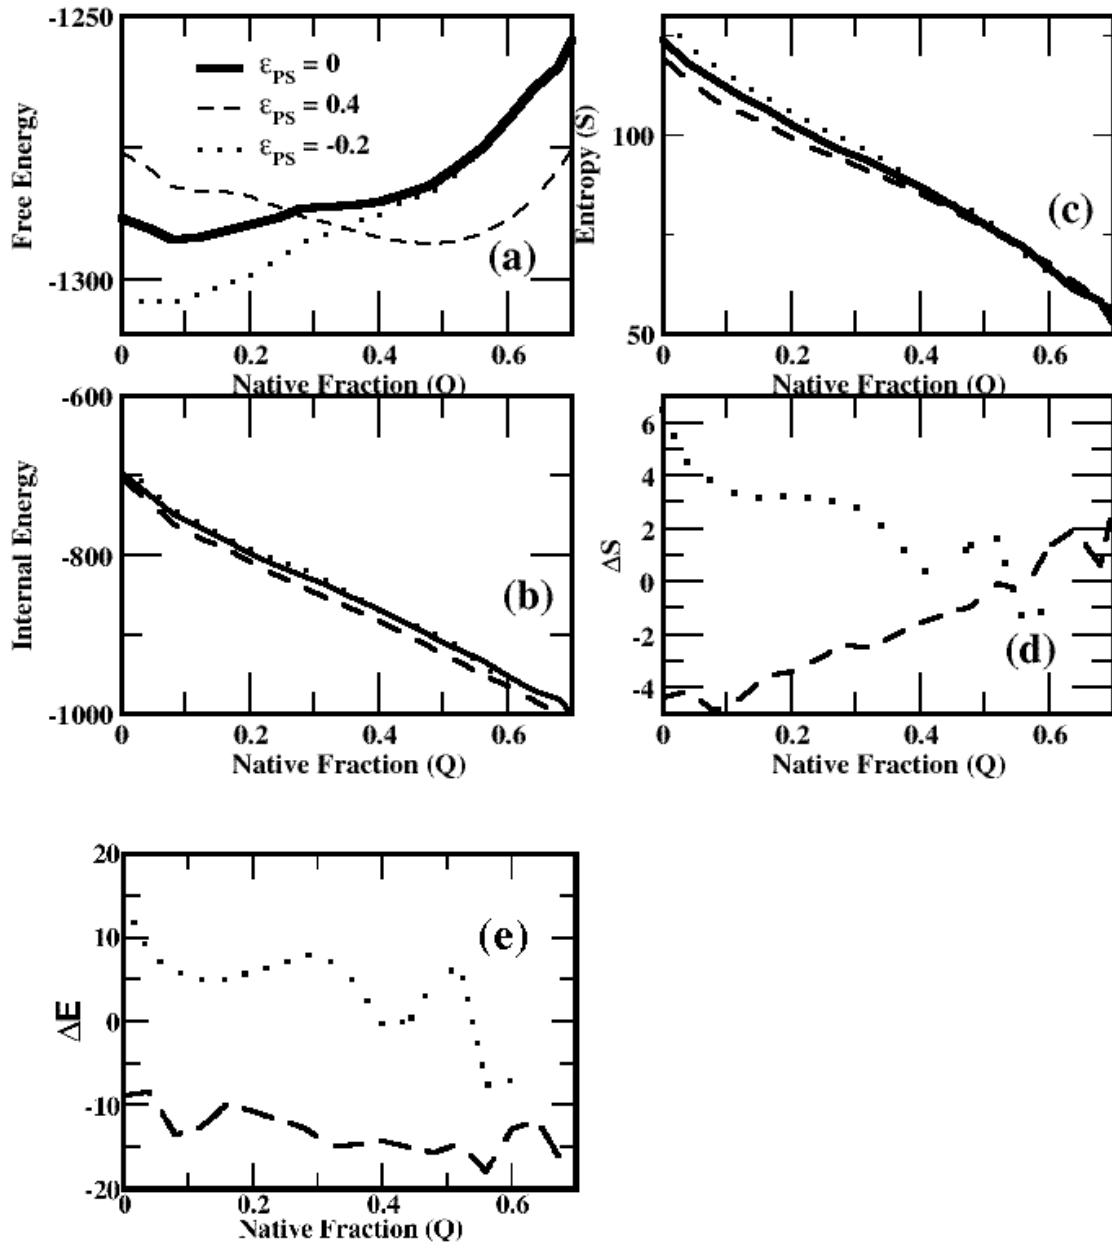 -1250
ε_PS = 0
ε_PS = 0.4
ε_PS = -0.2
Free Energy
(a)
-1300
0
0.2
0.4
0.6
Native Fraction (Q)
Entropy (S)
100
(c)
50
0
0.2
0.4
0.6
Native Fraction (Q)
-600
Internal Energy
-800
(b)
-1000
0
0.2
0.4
0.6
Native Fraction (Q)
6
4
2
ΔS
0
-2
(d)
-4
0
0.2
0.4
0.6
Native Fraction (Q)
20
(e)
10
ΔE
0
-10
-20
0
0.2
0.4
0.6
Native Fraction (Q)